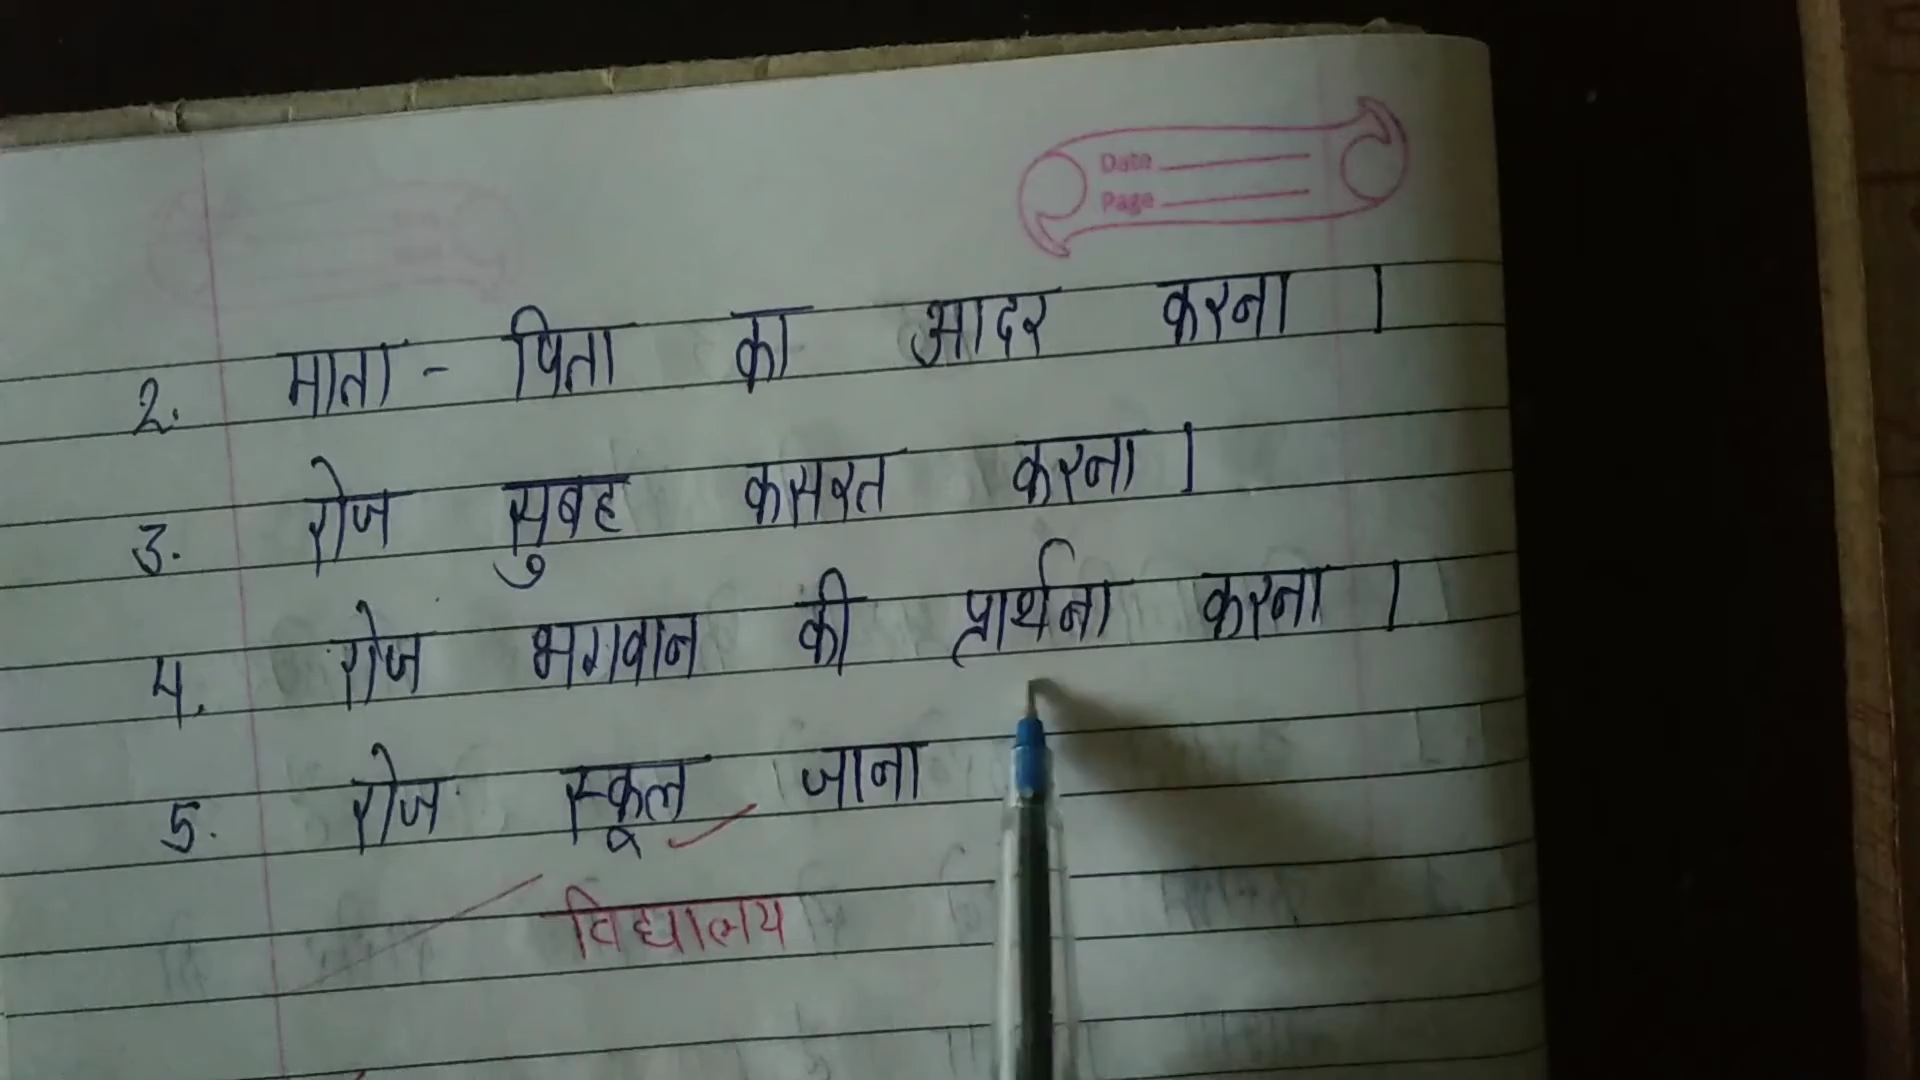 Date
Page
2. माता - पिता का आदर करना ।
3. रोज सुबह कसरत करना ।
4. रोज भगवान की प्रार्थना करना ।
5. रोज स्कूल जाना
विद्यालय